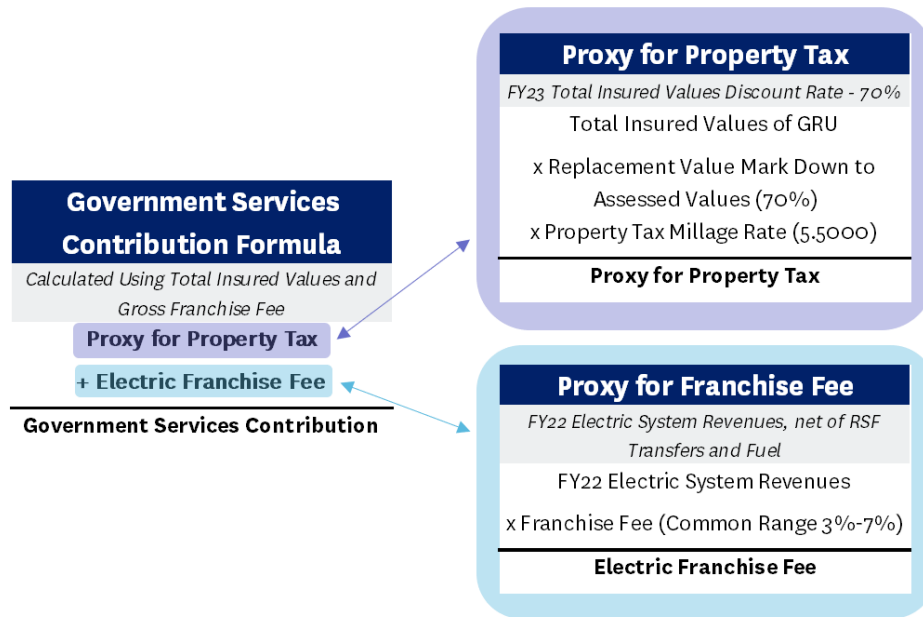 Government Services
Contribution Formula
Calculated Using Total Insured Values and
Gross Franchise Fee
Proxy for Property Tax
+ Electric Franchise Fee
Government Services Contribution
Proxy for Property Tax
FY23 Total Insured Values Discount Rate - 70%
Total Insured Values of GRU
x Replacement Value Mark Down to
Assessed Values (70%)
x Property Tax Millage Rate (5.5000)
Proxy for Property Tax
Proxy for Franchise Fee
FY22 Electric System Revenues, net of RSF
Transfers and Fuel
FY22 Electric System Revenues
x Franchise Fee (Common Range 3%-7%)
Electric Franchise Fee